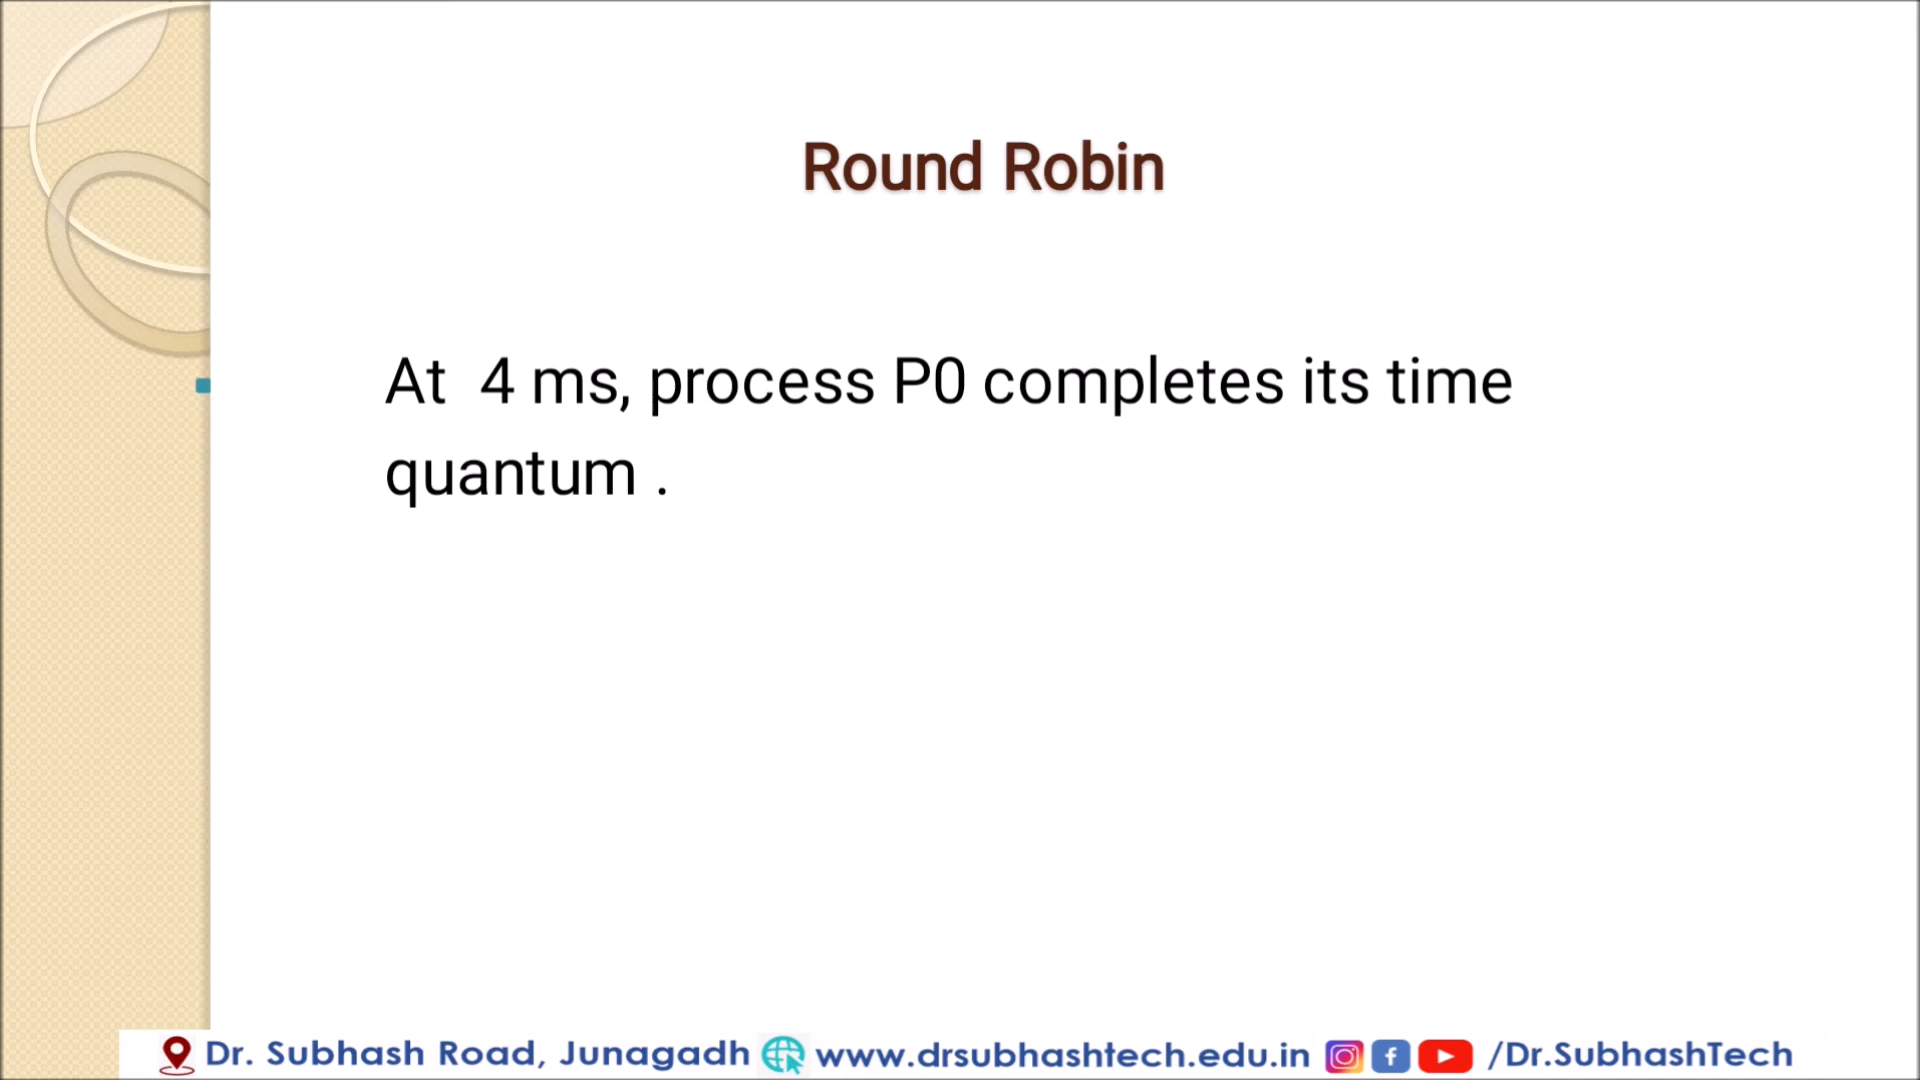 Round Robin
At  4 ms, process P0 completes its time
quantum .
Dr. Subhash Road, Junagadh www.drsubhashtech.edu.in /Dr.SubhashTech